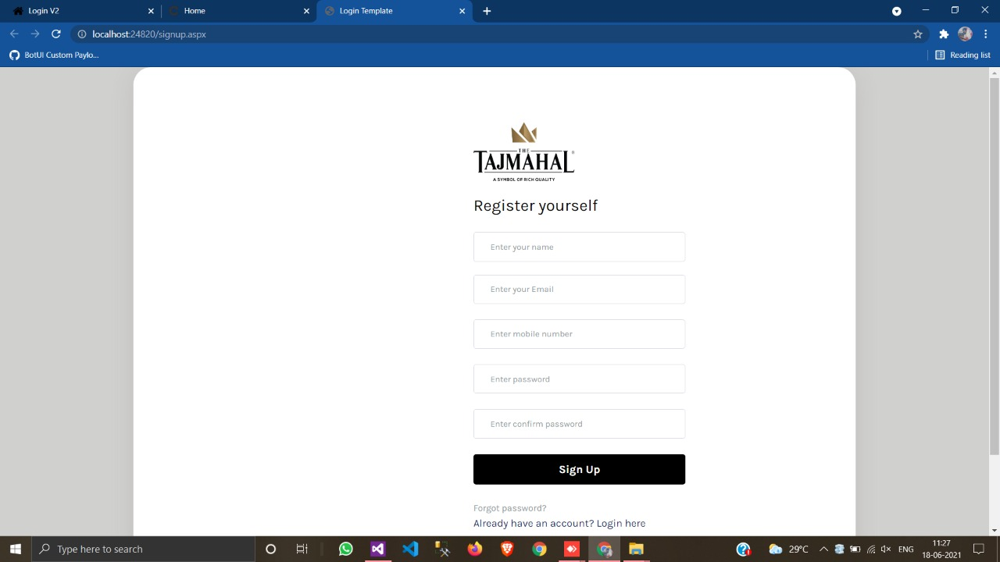 Login V2
Home
Login Template
localhost:24820/signup.aspx
BotUI Custom Paylo...
Reading list
THE
TAJMAHAL®
A SYMBOL OF RICH QUALITY
Register yourself
Enter your name
Enter your Email
Enter mobile number
Enter password
Enter confirm password
Sign Up
Forgot password?
Already have an account? Login here
Type here to search
29°C
ENG
11:27
18-06-2021